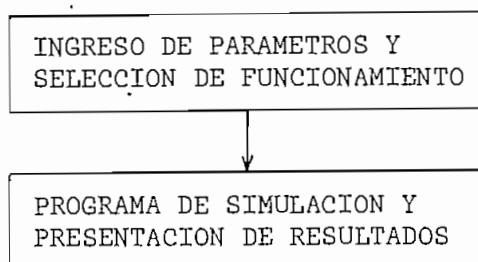 INGRESO DE PARAMETROS Y
SELECCION DE FUNCIONAMIENTO
PROGRAMA DE SIMULACION Y
PRESENTACION DE RESULTADOS